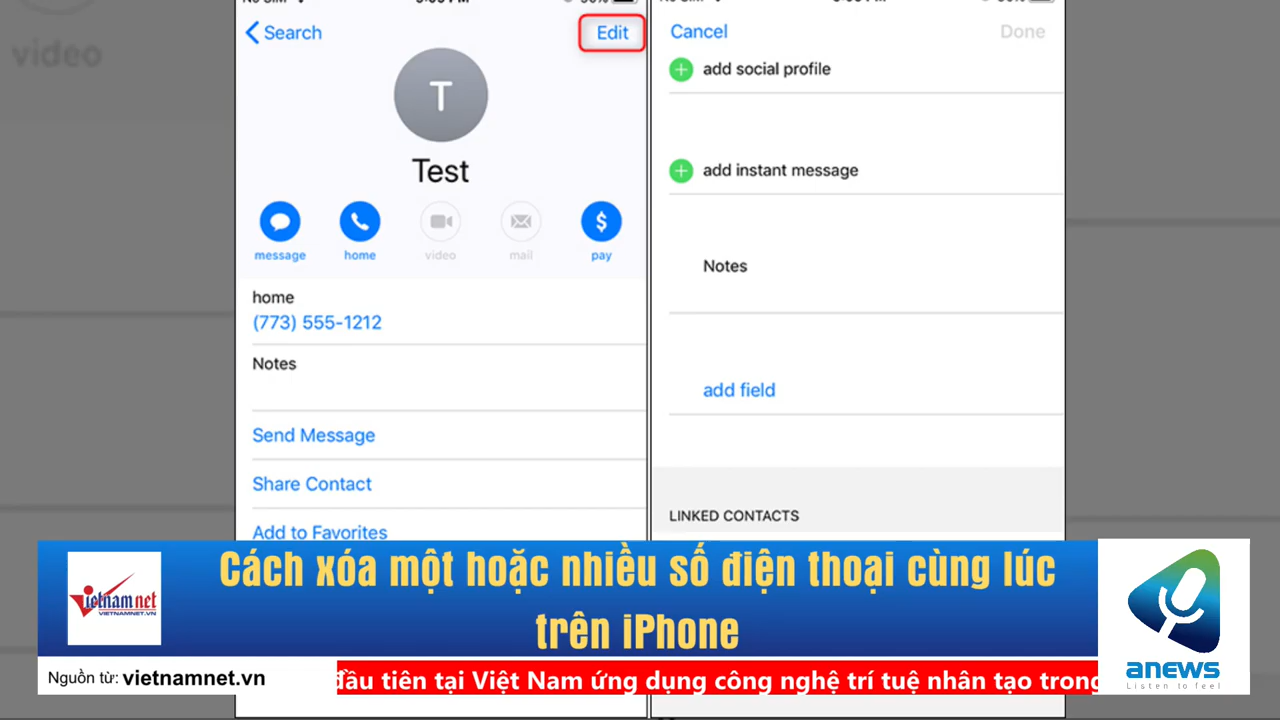 video
Search
Edit
T
Test
message
home
video
mail
pay
home
(773) 555-1212
Notes
Send Message
Share Contact
Add to Favorites
Cancel
Done
add social profile
add instant message
Notes
add field
LINKED CONTACTS
Cách xóa một hoặc nhiều số điện thoại cùng lúc
trên iPhone
Vietnamnet
VIETNAMNET.VN
Nguồn từ: vietnamnet.vn
đầu tiên tại Việt Nam ứng dụng công nghệ trí tuệ nhân tạo trong
anews
Listen to feel